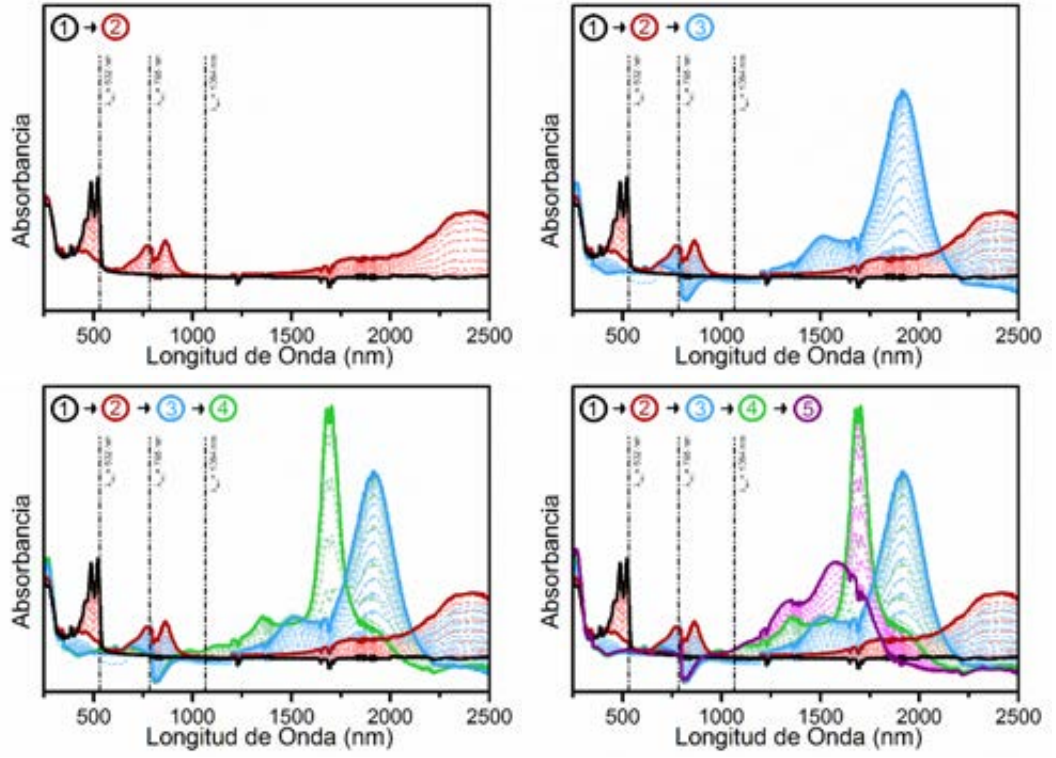 ① → ②
Absorbancia
500 1000 1500 2000 2500
Longitud de Onda (nm)
① → ② → ③
Absorbancia
500 1000 1500 2000 2500
Longitud de Onda (nm)
① → ② → ③ → ④
Absorbancia
500 1000 1500 2000 2500
Longitud de Onda (nm)
① → ② → ③ → ④ → ⑤
Absorbancia
500 1000 1500 2000 2500
Longitud de Onda (nm)